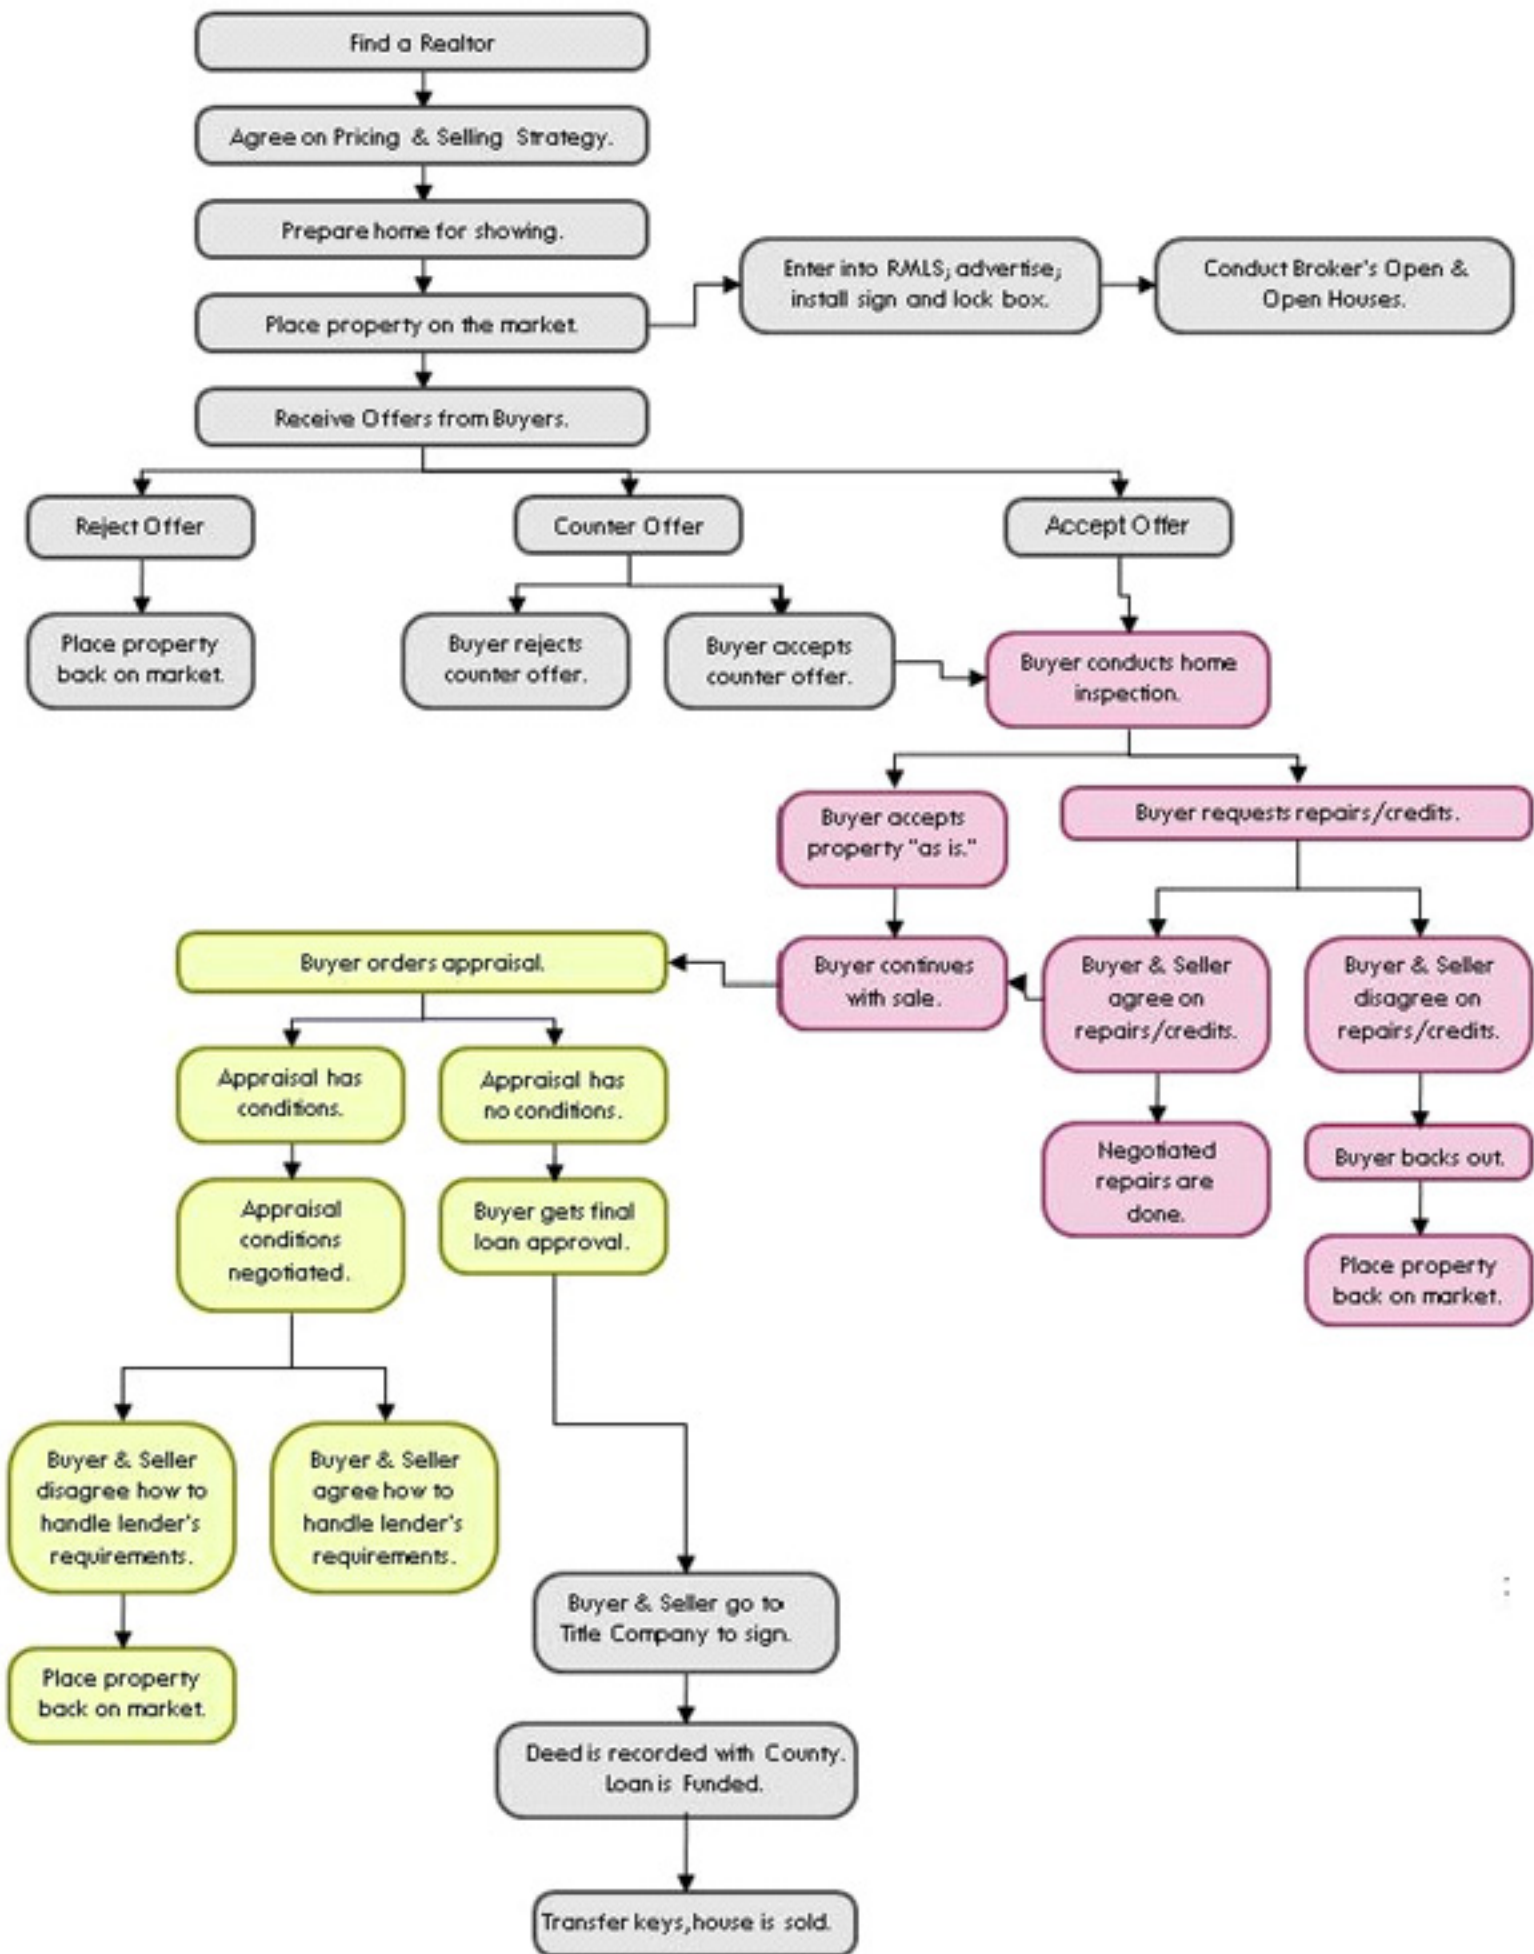 Find a Realtor
Agree on Pricing & Selling Strategy.
Prepare home for showing.
Enter into RMLS; advertise;
install sign and lock box.
Conduct Broker's Open &
Open Houses.
Place property on the market.
Receive Offers from Buyers.
Reject Offer
Counter Offer
Accept Offer
Place property
back on market.
Buyer rejects
counter offer.
Buyer accepts
counter offer.
Buyer conducts home
inspection.
Buyer accepts
property "as is."
Buyer requests repairs/credits.
Buyer orders appraisal.
Buyer continues
with sale.
Buyer & Seller
agree on
repairs/credits.
Buyer & Seller
disagree on
repairs/credits.
Appraisal has
conditions.
Appraisal has
no conditions.
Negotiated
repairs are
done.
Buyer backs out.
Appraisal
conditions
negotiated.
Buyer gets final
loan approval.
Place property
back on market.
Buyer & Seller
disagree how to
handle lender's
requirements.
Buyer & Seller
agree how to
handle lender's
requirements.
Buyer & Seller go to
Title Company to sign.
Place property
back on market.
Deed is recorded with County.
Loan is Funded.
Transfer keys,house is sold.